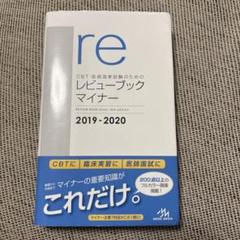 re
CBT・医師国家試験のための
レビューブック
マイナー
2019-2020
CBTに 臨床実習に 医師国試に
マイナーの重要知識が
これだけ。
200点以上の
フルカラー画像
掲載!
MEDIC MEDIA